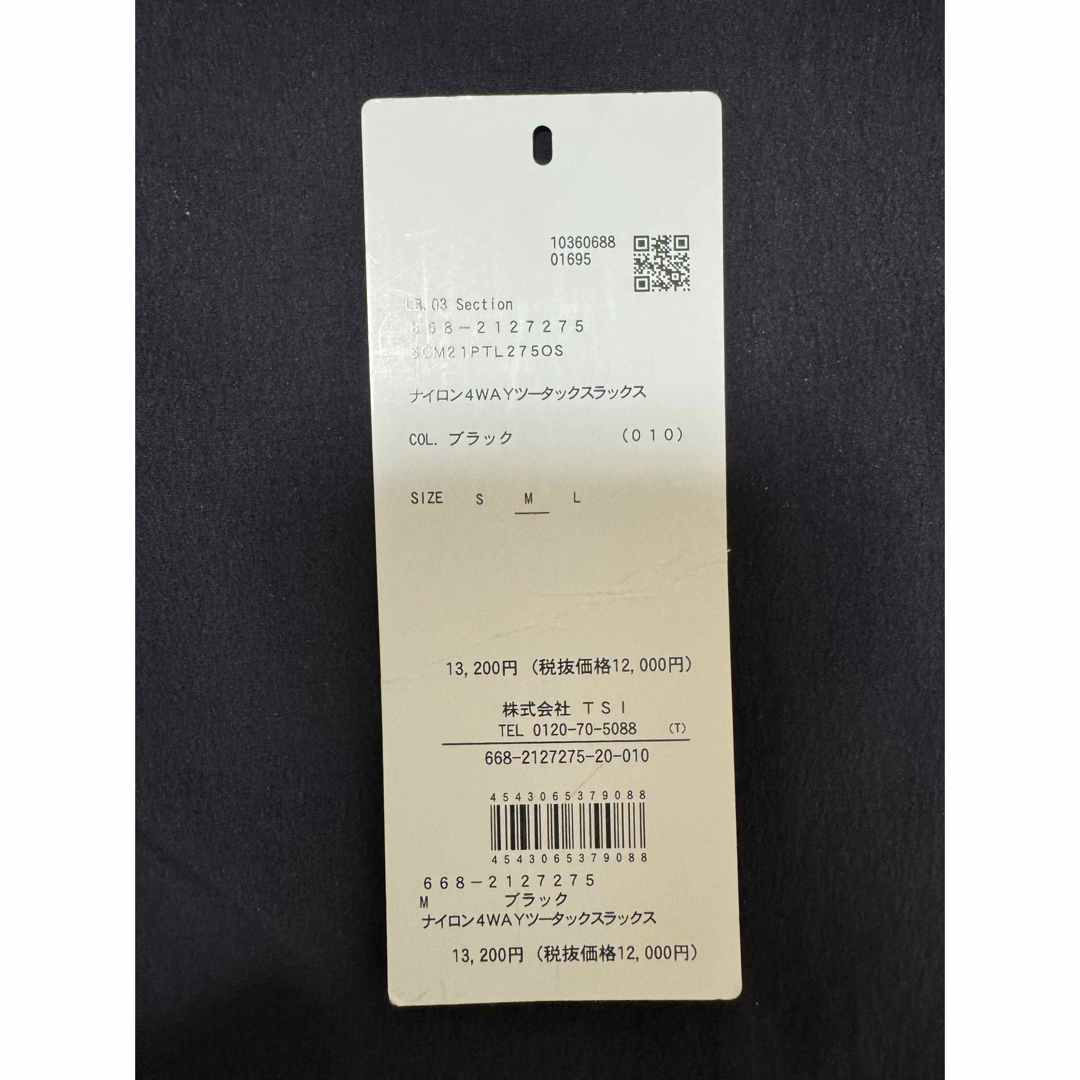 10360688
01695
LB.03 Section
668-2127275
SCM21PTL275OS
ナイロン4WAYツータックスラックス
COL. ブラック (010)
SIZE S M L
13,200円 (税抜価格12,000円)
株式会社 TSI
TEL 0120-70-5088 (T)
668-2127275-20-010
4543065379088
4543065379088
668-2127275
M ブラック
ナイロン4WAYツータックスラックス
13,200円 (税抜価格12,000円)